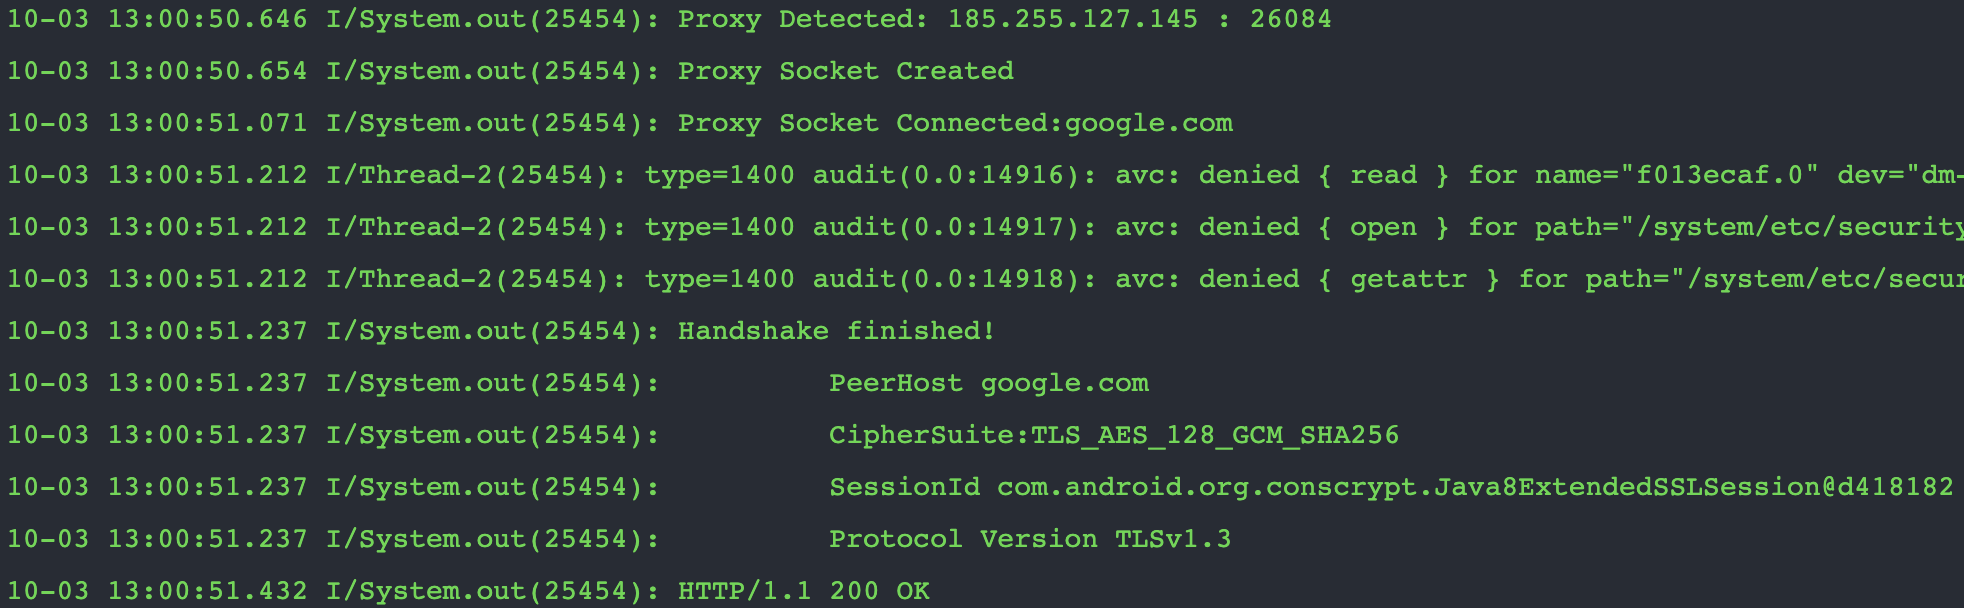 10-03 13:00:50.646 I/System.out(25454): Proxy Detected: 185.255.127.145 : 26084
10-03 13:00:50.654 I/System.out(25454): Proxy Socket Created
10-03 13:00:51.071 I/System.out(25454): Proxy Socket Connected:google.com
10-03 13:00:51.212 I/Thread-2(25454): type=1400 audit(0.0:14916): avc: denied { read } for name="f013ecaf.0" dev="dm-
10-03 13:00:51.212 I/Thread-2(25454): type=1400 audit(0.0:14917): avc: denied { open } for path="/system/etc/security
10-03 13:00:51.212 I/Thread-2(25454): type=1400 audit(0.0:14918): avc: denied { getattr } for path="/system/etc/secur
10-03 13:00:51.237 I/System.out(25454): Handshake finished!
10-03 13:00:51.237 I/System.out(25454):          PeerHost google.com
10-03 13:00:51.237 I/System.out(25454):          CipherSuite:TLS_AES_128_GCM_SHA256
10-03 13:00:51.237 I/System.out(25454):          SessionId com.android.org.conscrypt.Java8ExtendedSSLSession@d418182
10-03 13:00:51.237 I/System.out(25454):          Protocol Version TLSv1.3
10-03 13:00:51.432 I/System.out(25454): HTTP/1.1 200 OK